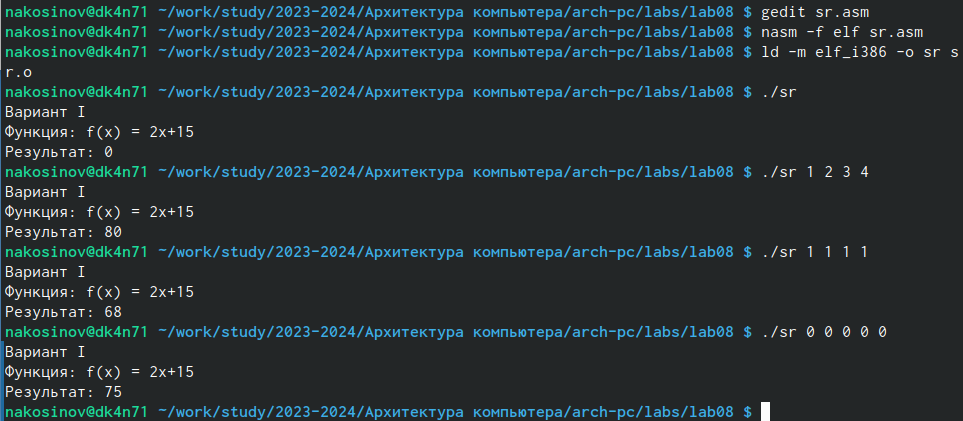 nakosinov@dk4n71 ~/work/study/2023-2024/Архитектура компьютера/arch-pc/labs/lab08 $ gedit sr.asm
nakosinov@dk4n71 ~/work/study/2023-2024/Архитектура компьютера/arch-pc/labs/lab08 $ nasm -f elf sr.asm
nakosinov@dk4n71 ~/work/study/2023-2024/Архитектура компьютера/arch-pc/labs/lab08 $ ld -m elf_i386 -o sr s
r.o
nakosinov@dk4n71 ~/work/study/2023-2024/Архитектура компьютера/arch-pc/labs/lab08 $ ./sr
Вариант I
Функция: f(x) = 2x+15
Результат: 0
nakosinov@dk4n71 ~/work/study/2023-2024/Архитектура компьютера/arch-pc/labs/lab08 $ ./sr 1 2 3 4
Вариант I
Функция: f(x) = 2x+15
Результат: 80
nakosinov@dk4n71 ~/work/study/2023-2024/Архитектура компьютера/arch-pc/labs/lab08 $ ./sr 1 1 1 1
Вариант I
Функция: f(x) = 2x+15
Результат: 68
nakosinov@dk4n71 ~/work/study/2023-2024/Архитектура компьютера/arch-pc/labs/lab08 $ ./sr 0 0 0 0 0
Вариант I
Функция: f(x) = 2x+15
Результат: 75
nakosinov@dk4n71 ~/work/study/2023-2024/Архитектура компьютера/arch-pc/labs/lab08 $